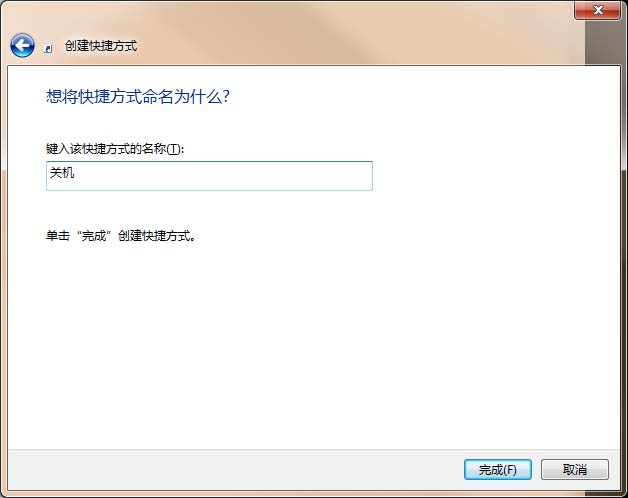 创建快捷方式
想将快捷方式命名为什么?
键入该快捷方式的名称(T):
关机
单击“完成”创建快捷方式。
完成(F) 取消